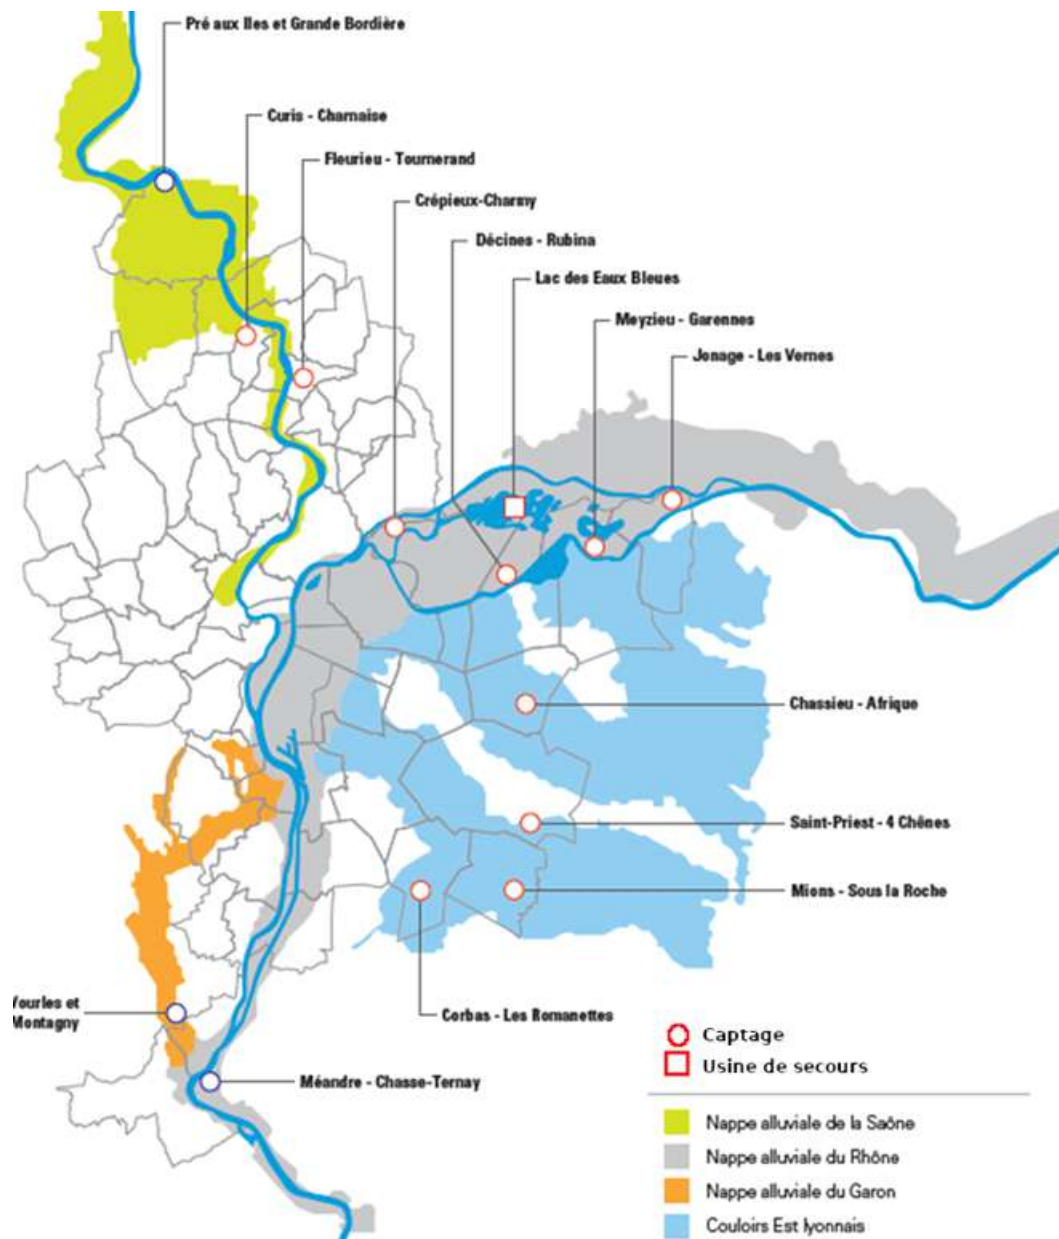 Pré aux Iles et Grande Bordière
Curis - Charnaise
Fleurieu - Tournerand
Crépieux-Charmy
Décines - Rubina
Lac des Eaux Bleues
Meyzieu - Garennes
Jonage - Les Vernes
Chassieu - Afrique
Saint-Priest - 4 Chênes
Mions - Sous la Roche
Vourles et
Montagny
Corbas - Les Romanettes
Méandre - Chasse-Ternay
Captage
Usine de secours
Nappe alluviale de la Saône
Nappe alluviale du Rhône
Nappe alluviale du Garon
Couloirs Est lyonnais